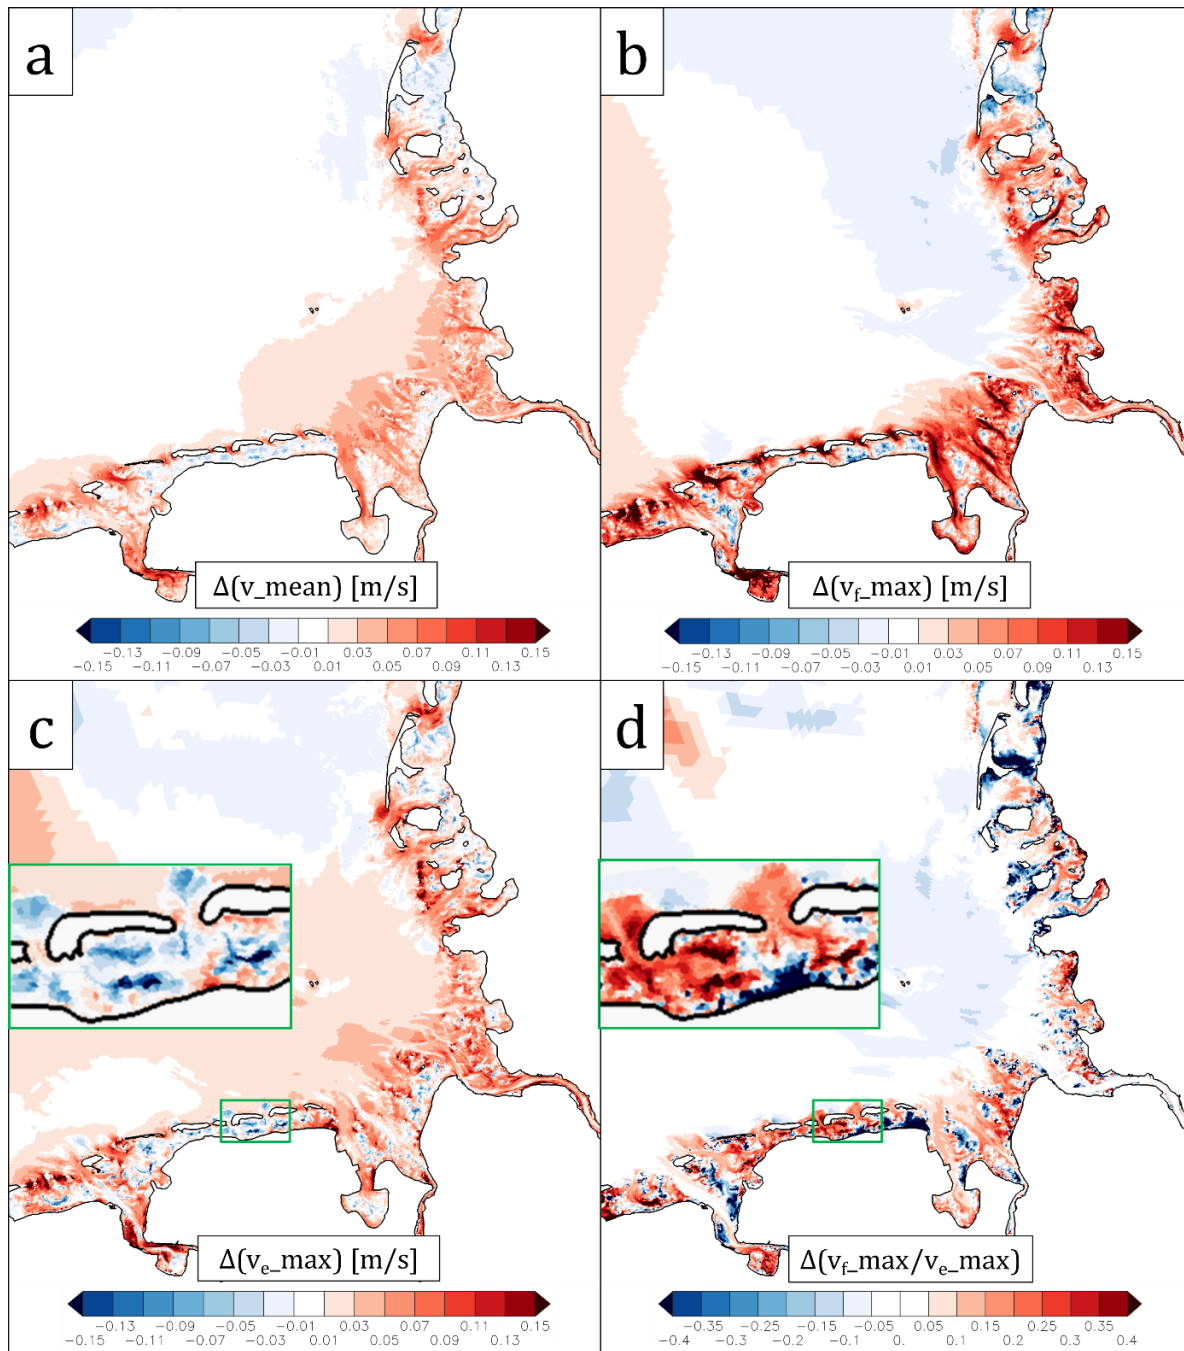 a
b
Δ(v_mean) [m/s]
Δ(v_f_max) [m/s]
−0.13 −0.09 −0.05 −0.01 0.03 0.07 0.11 0.15
−0.15 −0.11 −0.07 −0.03 0.01 0.05 0.09 0.13
−0.13 −0.09 −0.05 −0.01 0.03 0.07 0.11 0.15
−0.15 −0.11 −0.07 −0.03 0.01 0.05 0.09 0.13
c
d
Δ(v_e_max) [m/s]
Δ(v_f_max/v_e_max)
−0.13 −0.09 −0.05 −0.01 0.03 0.07 0.11 0.15
−0.15 −0.11 −0.07 −0.03 0.01 0.05 0.09 0.13
−0.35 −0.25 −0.15 −0.05 0.05 0.15 0.25 0.35
−0.4 −0.3 −0.2 −0.1 0. 0.1 0.2 0.3 0.4